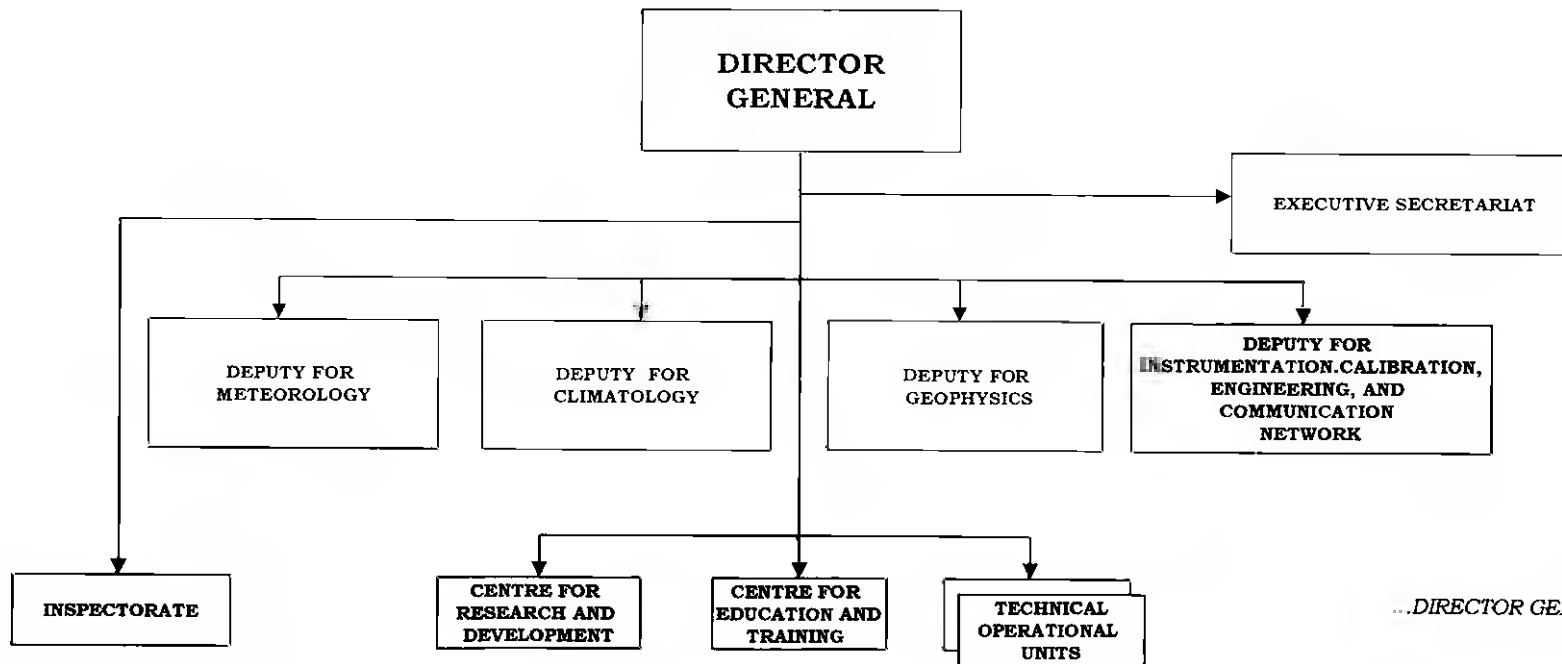 DIRECTOR
GENERAL
EXECUTIVE SECRETARIAT
DEPUTY FOR
METEOROLOGY
DEPUTY FOR
CLIMATOLOGY
DEPUTY FOR
GEOPHYSICS
DEPUTY FOR
INSTRUMENTATION.CALIBRATION,
ENGINEERING, AND
COMMUNICATION
NETWORK
INSPECTORATE
CENTRE FOR
RESEARCH AND
DEVELOPMENT
CENTRE FOR
EDUCATION AND
TRAINING
TECHNICAL
OPERATIONAL
UNITS
...DIRECTOR